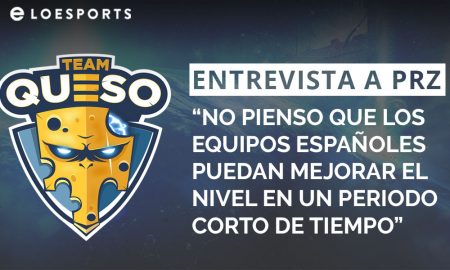 eLOESPORTS
TEAM
QUESO
ENTREVISTA A PRZ
“NO PIENSO QUE LOS
EQUIPOS ESPAÑOLES
PUEDAN MEJORAR EL
NIVEL EN UN PERIODO
CORTO DE TIEMPO”